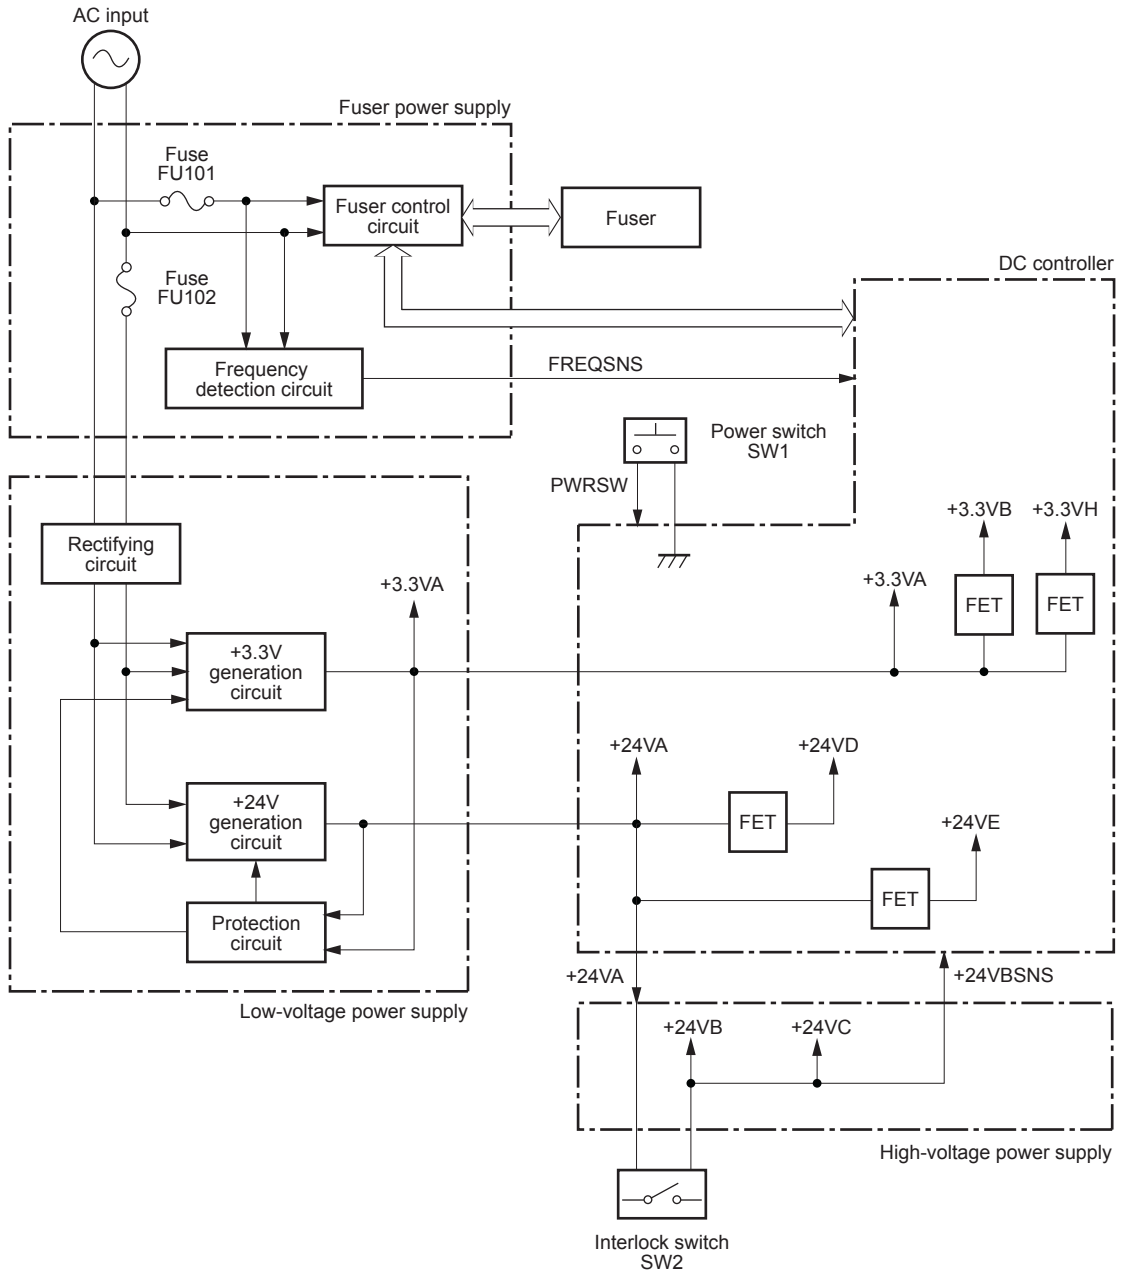 AC input
Fuser power supply
Fuse
FU101
Fuser control
circuit
Fuser
Fuse
FU102
DC controller
Frequency
detection circuit
FREQSNS
Power switch
SW1
PWRSW
+3.3VB
+3.3VH
Rectifying
circuit
+3.3VA
+3.3VA
FET
FET
+3.3V
generation
circuit
+24VA
+24VD
+24V
generation
circuit
FET
+24VE
FET
Protection
circuit
+24VA
+24VBSNS
Low-voltage power supply
+24VB
+24VC
High-voltage power supply
Interlock switch
SW2